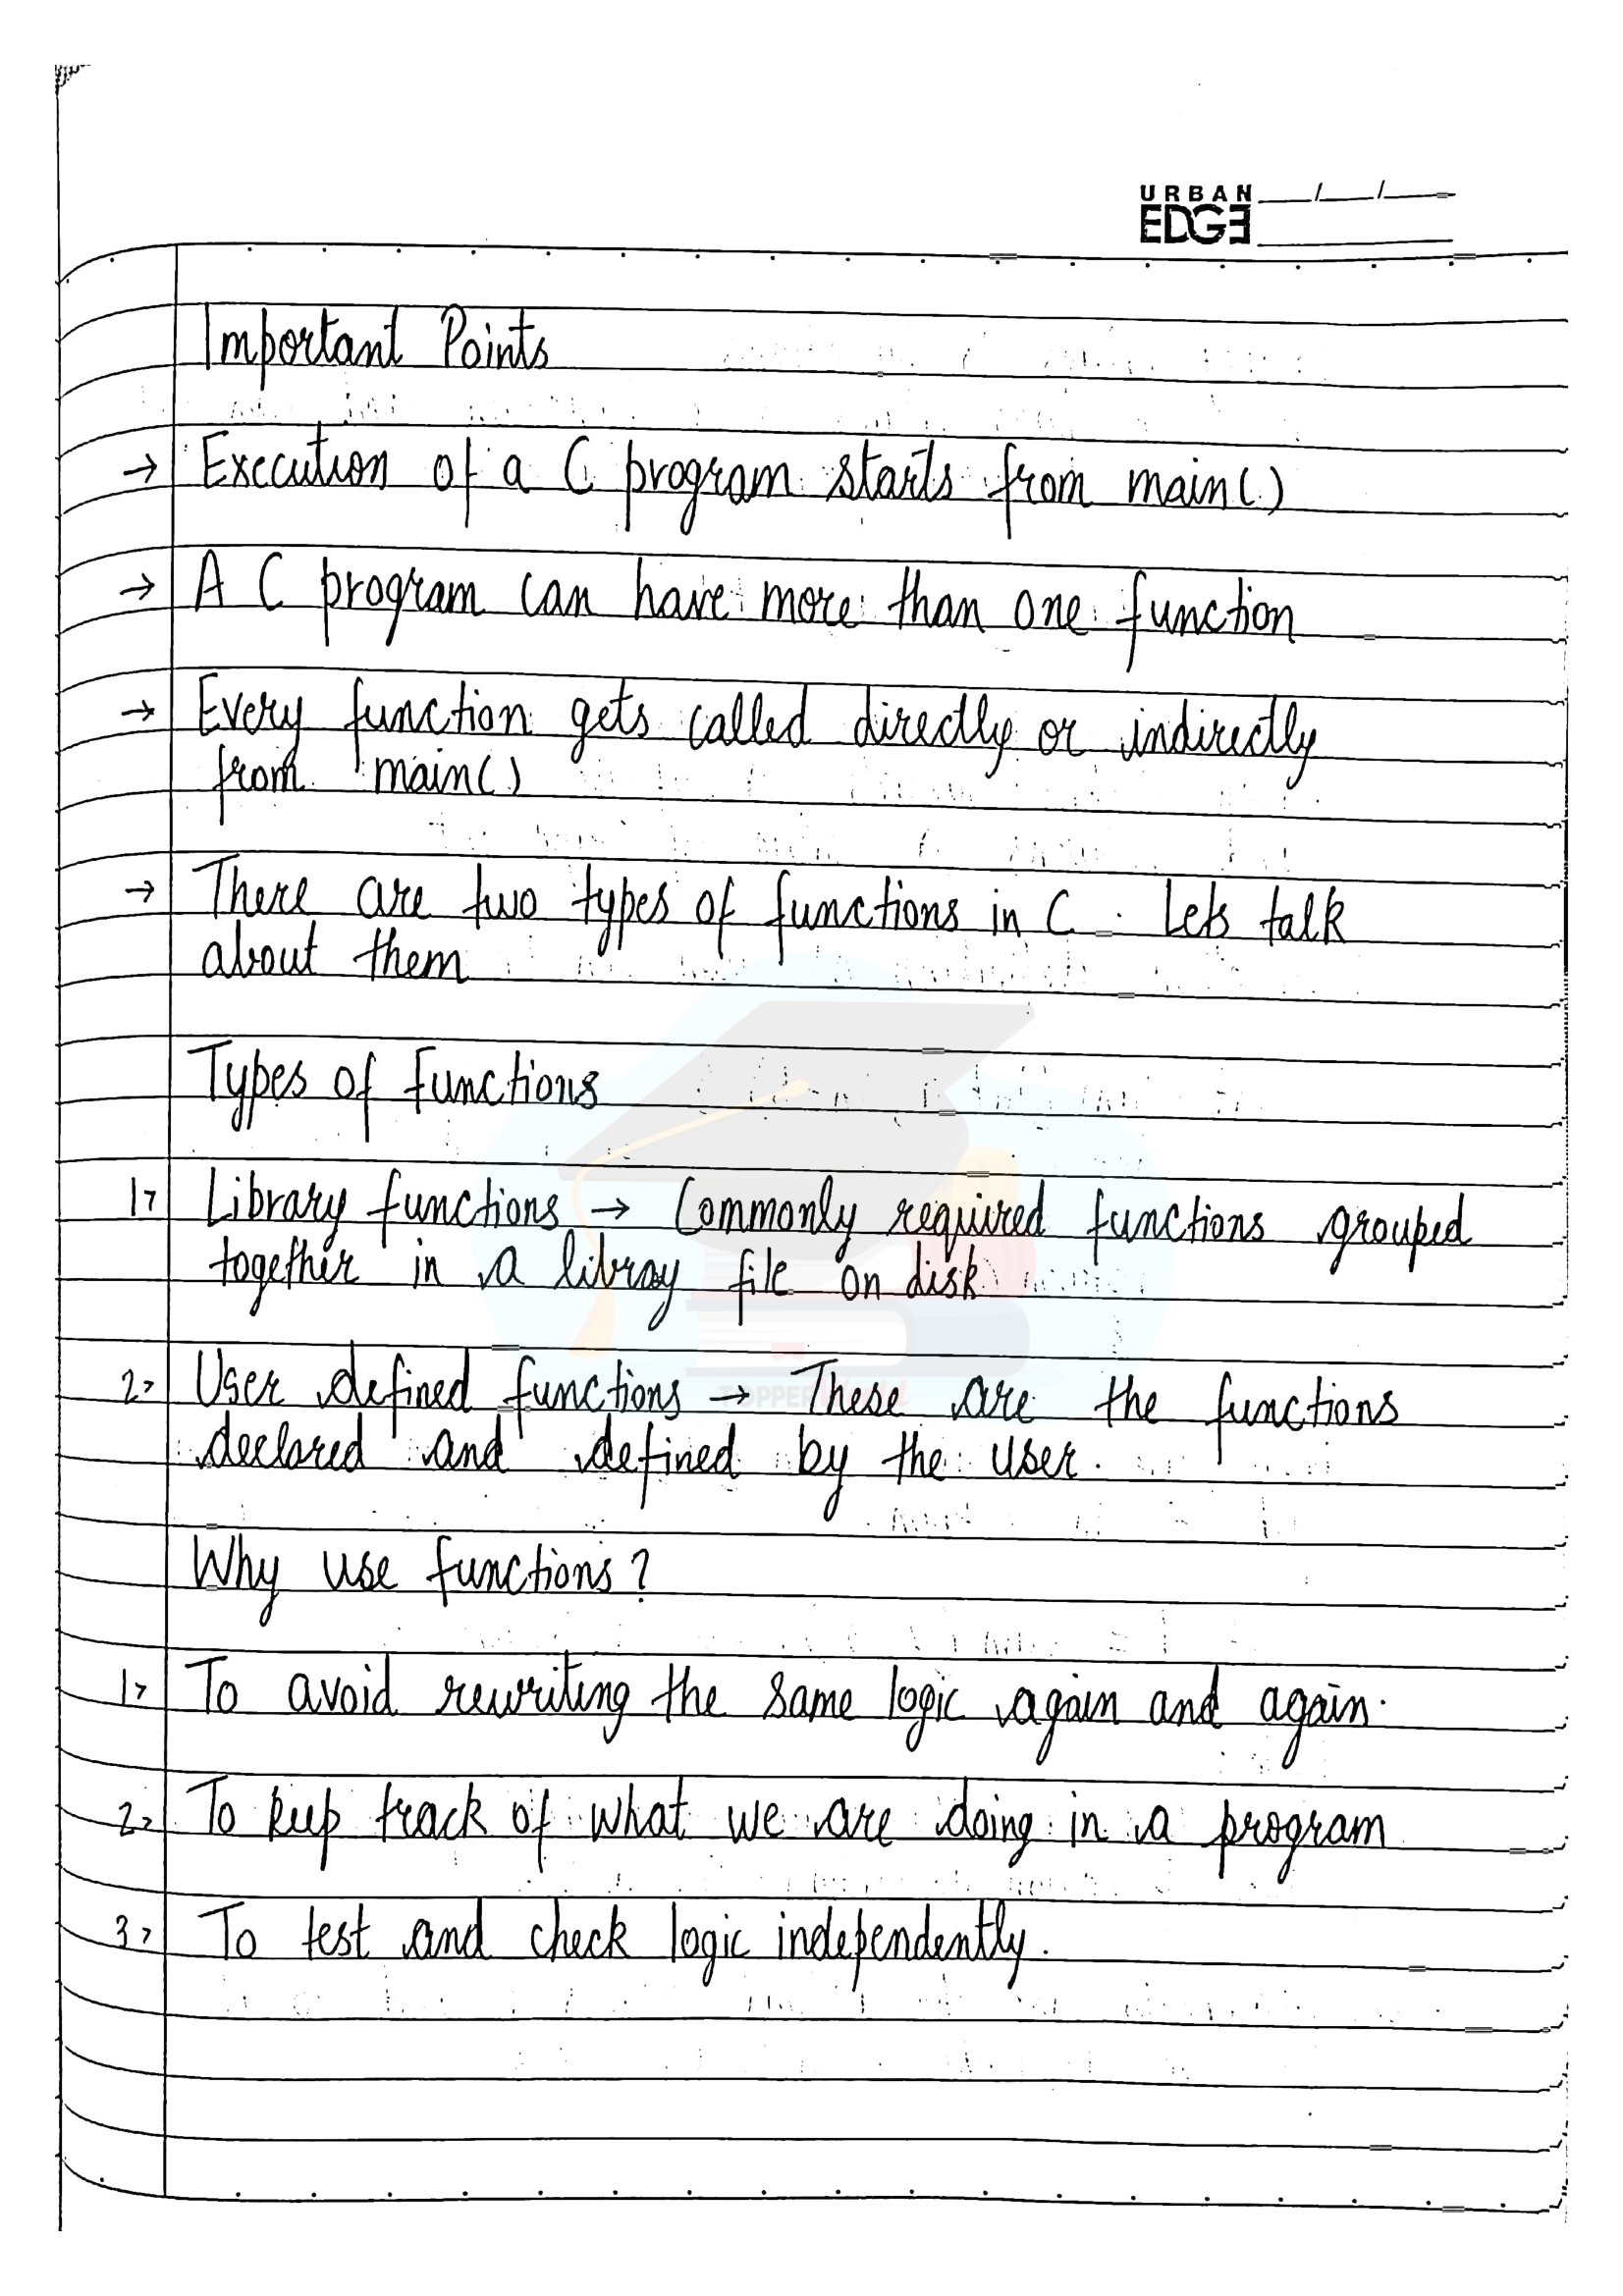 URBAN
EDGE
Important Points
→ Execution of a C program starts from main()
→ A C program can have more than one function
→ Every function gets called directly or indirectly
from main()
→ There are two types of functions in C. Lets talk
about them
Types of functions
1> Library functions → Commonly required functions grouped
together in a libray file on disk
2> User defined functions → These are the functions
declared and defined by the user.
TOPPER World
Why use functions?
1> To avoid rewriting the same logic again and again.
2> To keep track of what we are doing in a program
3> To test and check logic independently.